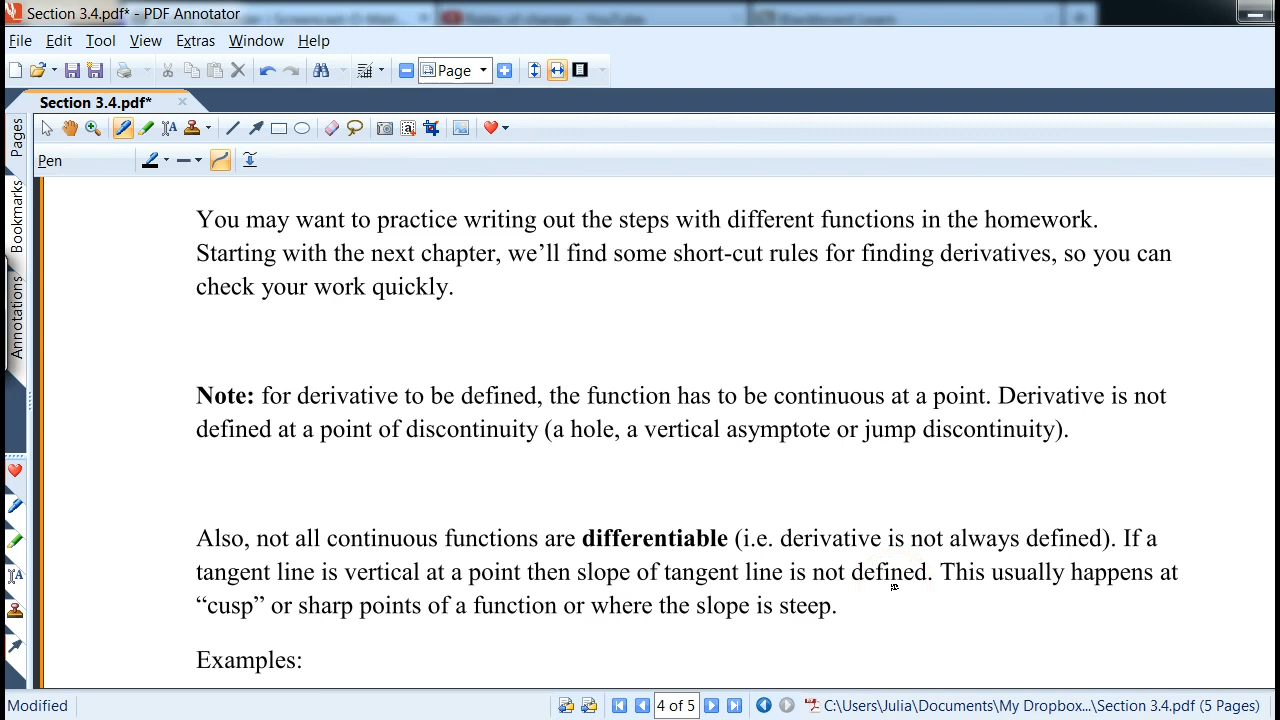 Section 3.4.pdf* - PDF Annotator
File Edit Tool View Extras Window Help
Page
Section 3.4.pdf*
Pen
Pages
Bookmarks
Annotations
You may want to practice writing out the steps with different functions in the homework.
Starting with the next chapter, we’ll find some short-cut rules for finding derivatives, so you can
check your work quickly.
Note: for derivative to be defined, the function has to be continuous at a point. Derivative is not
defined at a point of discontinuity (a hole, a vertical asymptote or jump discontinuity).
Also, not all continuous functions are differentiable (i.e. derivative is not always defined). If a
tangent line is vertical at a point then slope of tangent line is not defined. This usually happens at
“cusp” or sharp points of a function or where the slope is steep.
Examples:
Modified
4 of 5
C:\Users\Julia\Documents\My Dropbox...\Section 3.4.pdf (5 Pages)